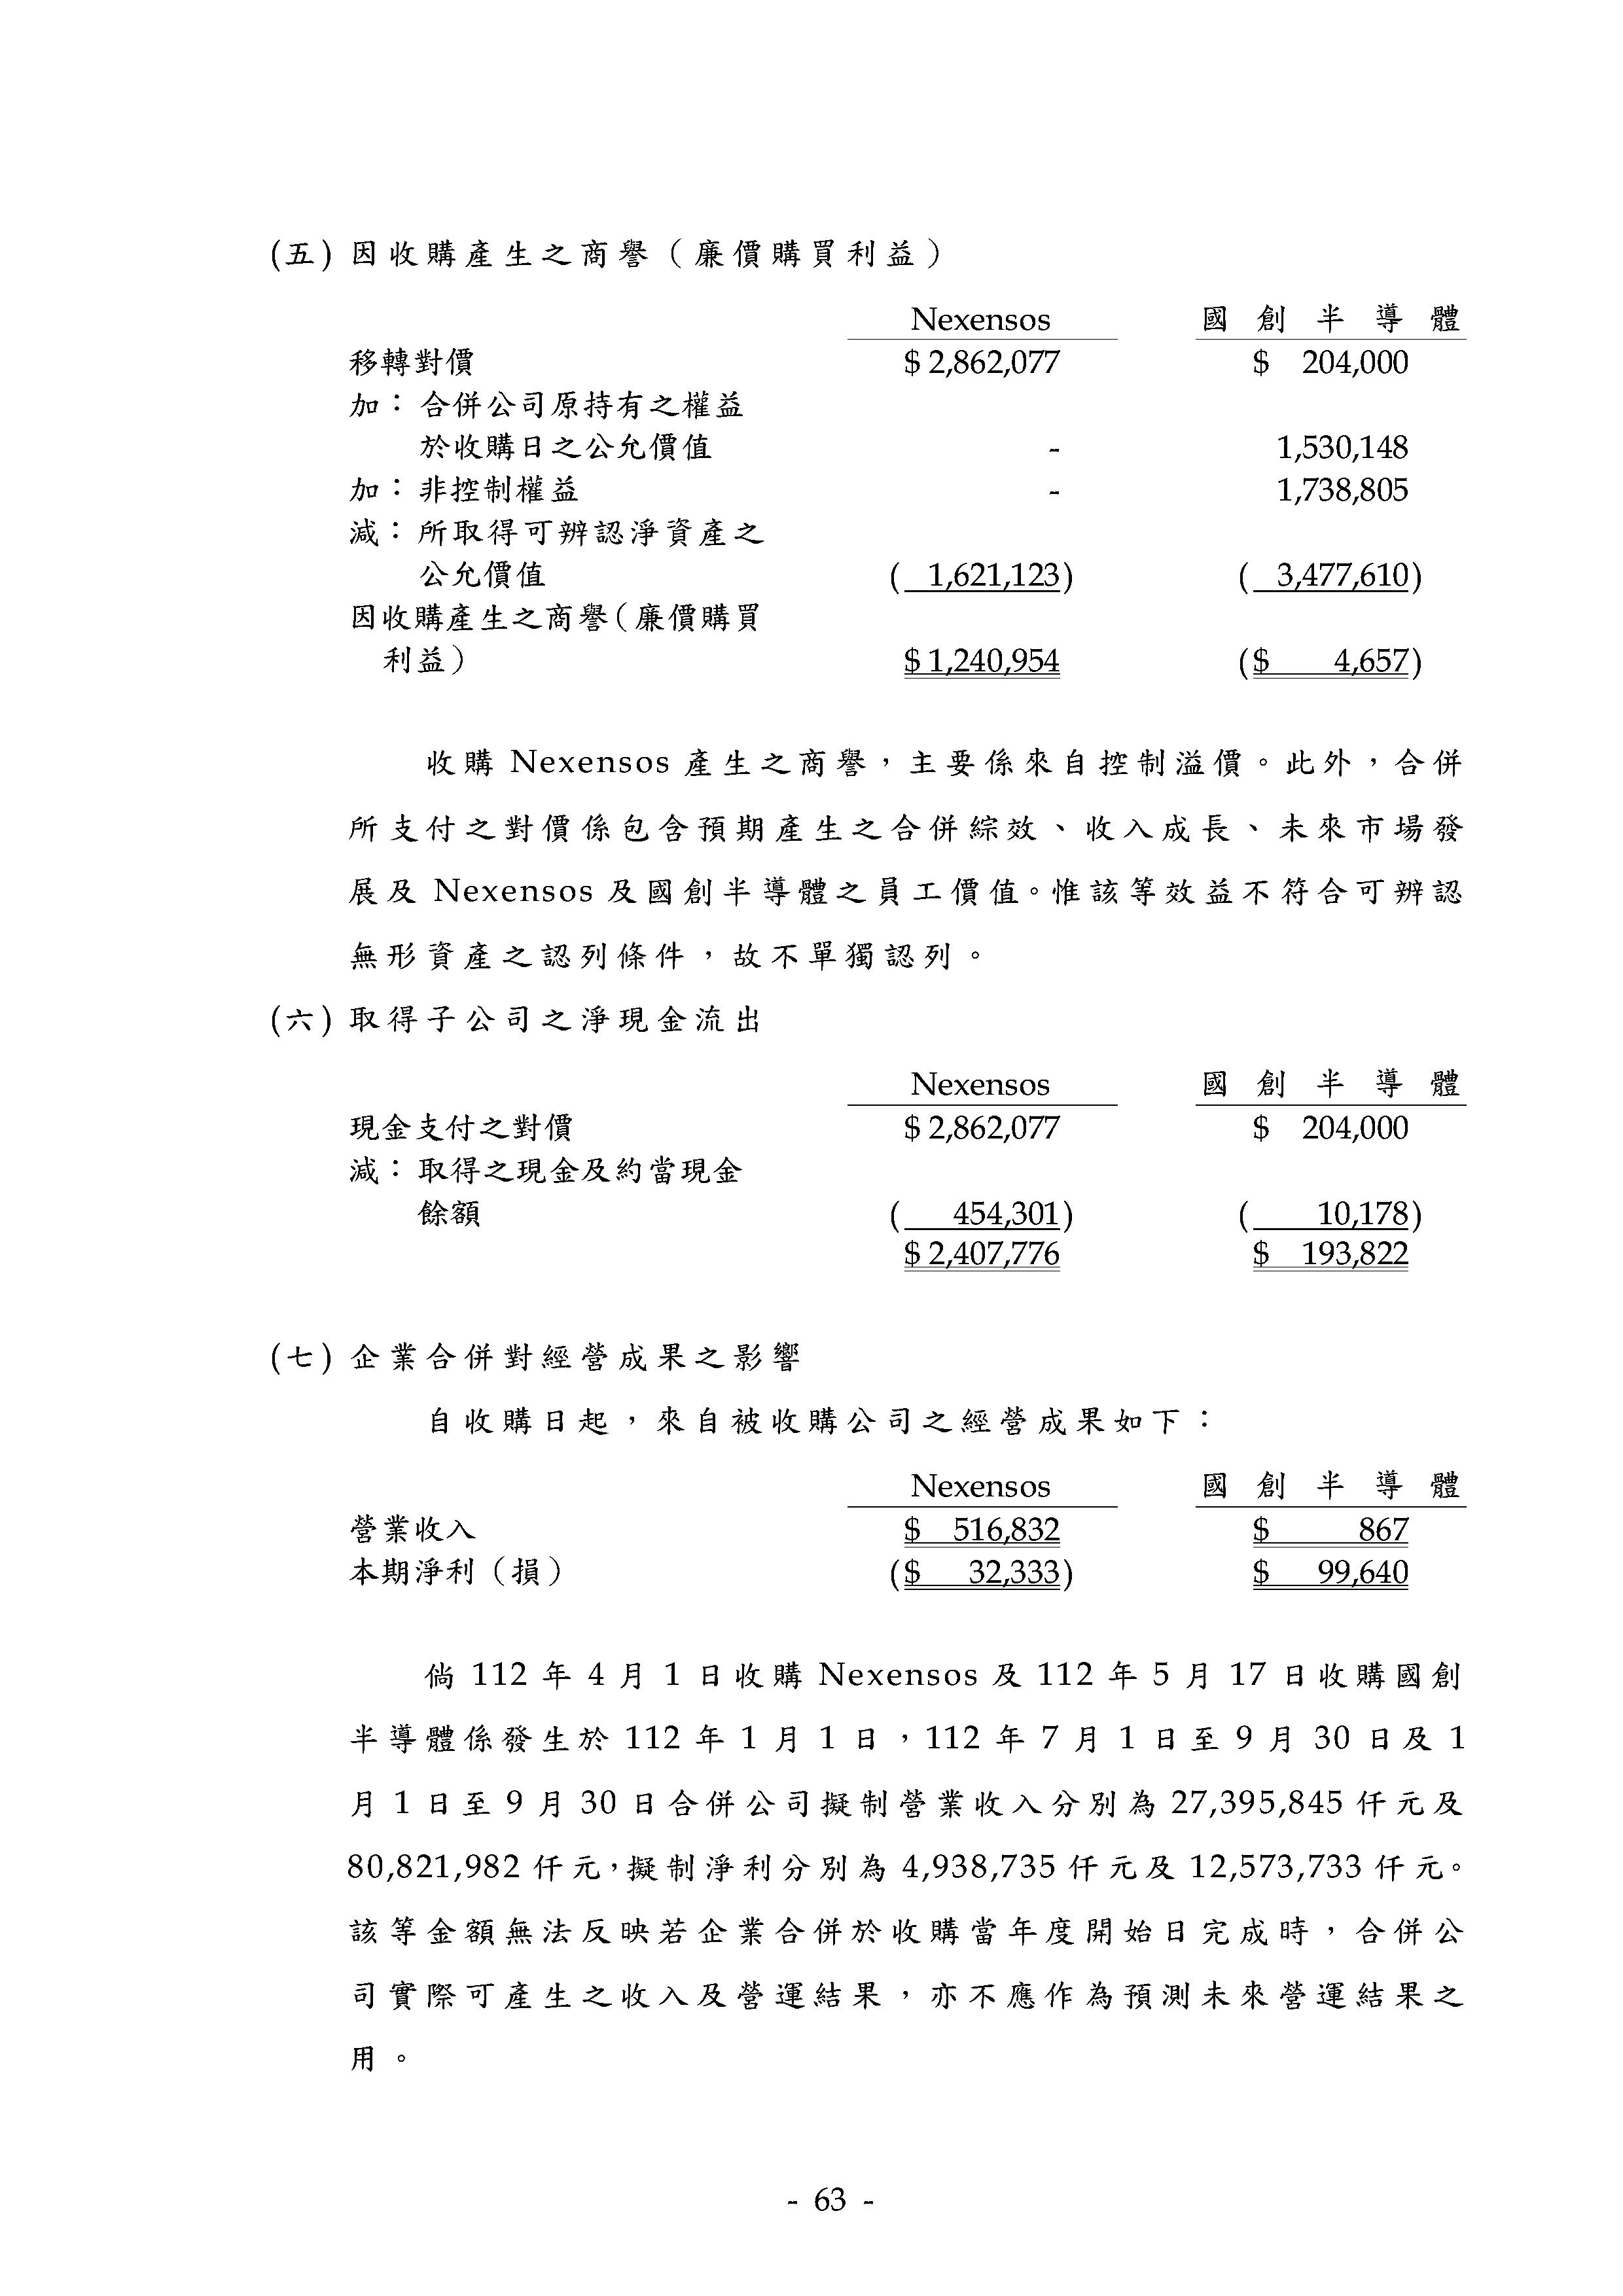 (五) 因收購產生之商譽（廉價購買利益）
Nexensos 國創半導體
移轉對價 $ 2,862,077 $ 204,000
加：合併公司原持有之權益
於收購日之公允價值 - 1,530,148
加：非控制權益 - 1,738,805
減：所取得可辨認淨資產之
公允價值 ( 1,621,123) ( 3,477,610)
因收購產生之商譽（廉價購買
利益） $ 1,240,954 ($ 4,657)
收購 Nexensos 產生之商譽，主要係來自控制溢價。此外，合併
所支付之對價係包含預期產生之合併綜效、收入成長、未來市場發
展及 Nexensos 及國創半導體之員工價值。惟該等效益不符合可辨認
無形資產之認列條件，故不單獨認列。
(六) 取得子公司之淨現金流出
Nexensos 國創半導體
現金支付之對價 $ 2,862,077 $ 204,000
減：取得之現金及約當現金
餘額 ( 454,301) ( 10,178)
$ 2,407,776 $ 193,822
(七) 企業合併對經營成果之影響
自收購日起，來自被收購公司之經營成果如下：
Nexensos 國創半導體
營業收入 $ 516,832 $ 867
本期淨利（損） ($ 32,333) $ 99,640
倘 112 年 4 月 1 日收購 Nexensos 及 112 年 5 月 17 日收購國創
半導體係發生於 112 年 1 月 1 日，112 年 7 月 1 日至 9 月 30 日及 1
月 1 日至 9 月 30 日合併公司擬制營業收入分別為 27,395,845 仟元及
80,821,982 仟元，擬制淨利分別為 4,938,735 仟元及 12,573,733 仟元。
該等金額無法反映若企業合併於收購當年度開始日完成時，合併公
司實際可產生之收入及營運結果，亦不應作為預測未來營運結果之
用。
- 63 -